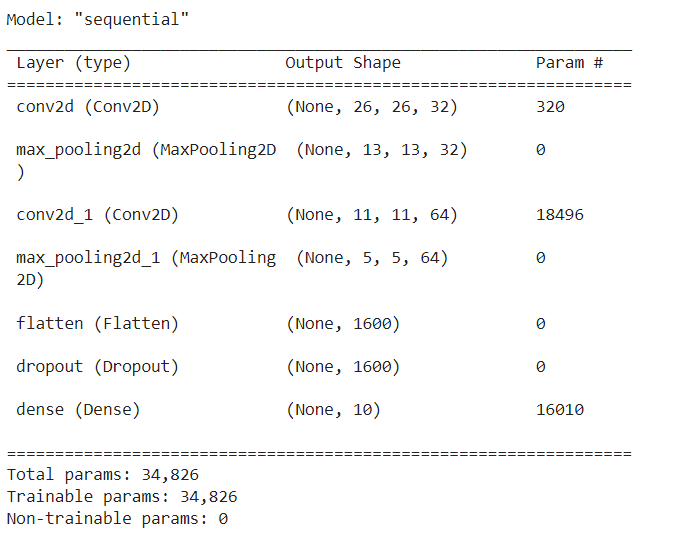 Model: "sequential"
_________________________________________________________________
Layer (type) Output Shape Param #
=================================================================
conv2d (Conv2D) (None, 26, 26, 32) 320
max_pooling2d (MaxPooling2D (None, 13, 13, 32) 0
)
conv2d_1 (Conv2D) (None, 11, 11, 64) 18496
max_pooling2d_1 (MaxPooling (None, 5, 5, 64) 0
2D)
flatten (Flatten) (None, 1600) 0
dropout (Dropout) (None, 1600) 0
dense (Dense) (None, 10) 16010
=================================================================
Total params: 34,826
Trainable params: 34,826
Non-trainable params: 0